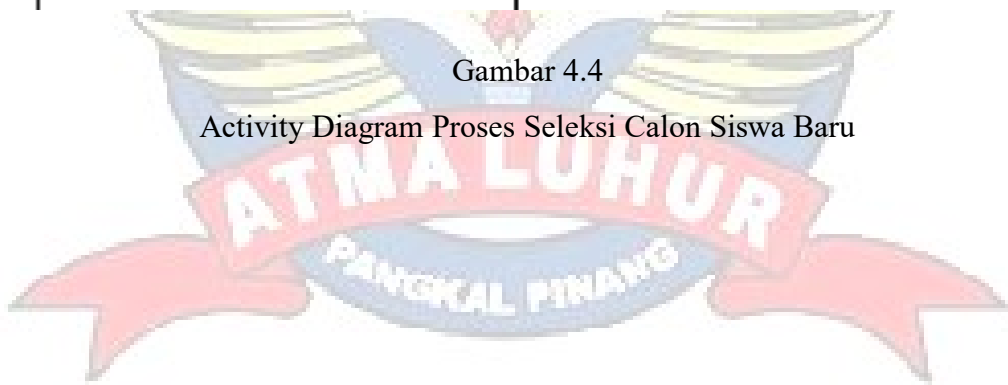 Gambar 4.4
Activity Diagram Proses Seleksi Calon Siswa Baru
ATMA LUHUR
PANGKAL PINANG